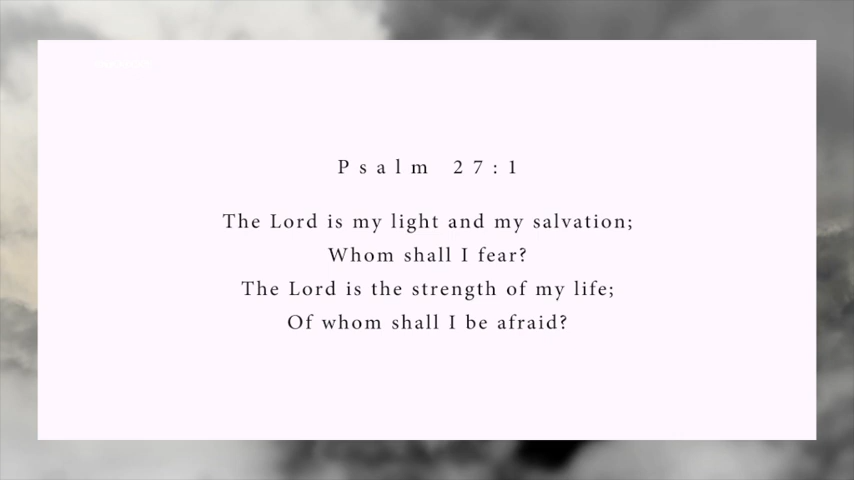 Psalm 27:1
The Lord is my light and my salvation;
Whom shall I fear?
The Lord is the strength of my life;
Of whom shall I be afraid?